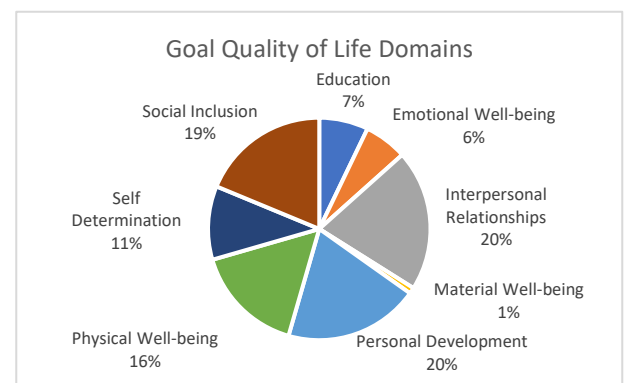 Goal Quality of Life Domains
Education
7%
Emotional Well-being
6%
Interpersonal
Relationships
20%
Material Well-being
1%
Personal Development
20%
Physical Well-being
16%
Self
Determination
11%
Social Inclusion
19%